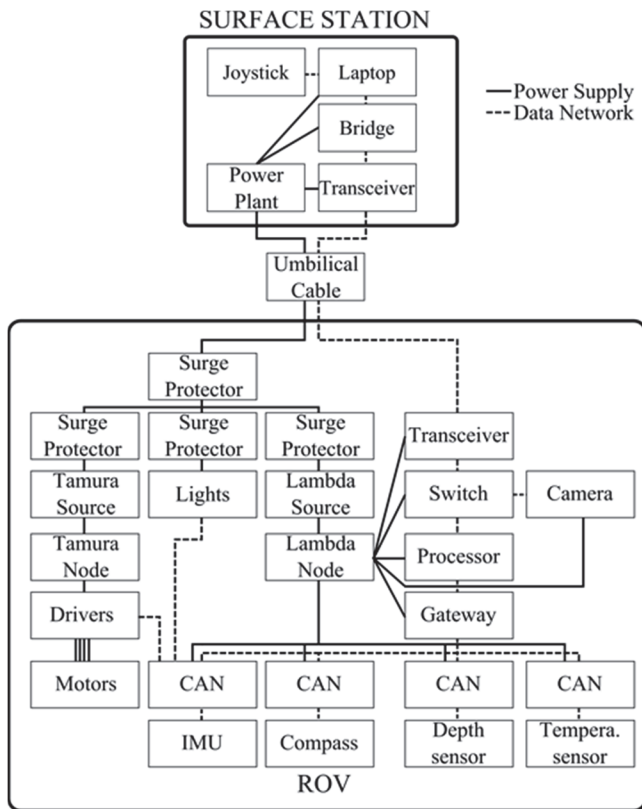 SURFACE STATION
Joystick
Laptop
Bridge
Power
Plant
Transceiver
Power Supply
Data Network
Umbilical
Cable
Surge
Protector
Surge
Protector
Surge
Protector
Surge
Protector
Transceiver
Tamura
Source
Lights
Lambda
Source
Switch
Camera
Tamura
Node
Lambda
Node
Processor
Drivers
Gateway
Motors
CAN
CAN
CAN
CAN
IMU
Compass
Depth
sensor
Tempera.
sensor
ROV